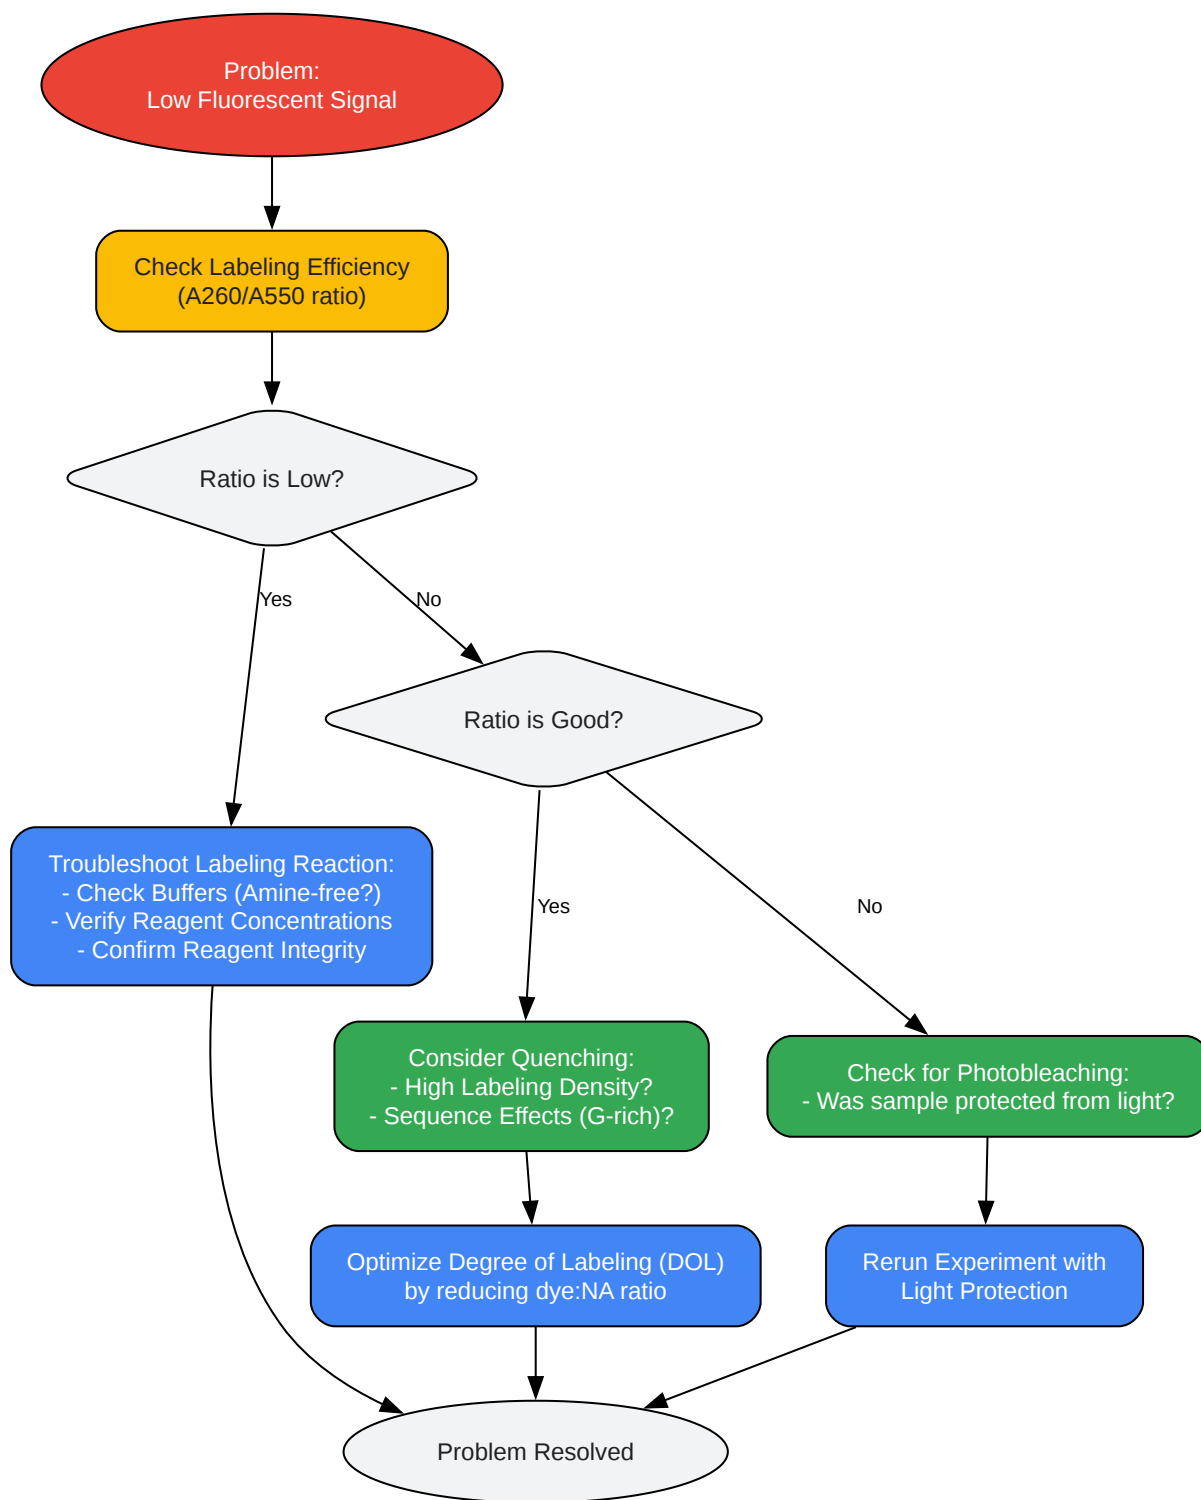 Problem:
Low Fluorescent Signal
Check Labeling Efficiency
(A260/A550 ratio)
Ratio is Low?
Yes
No
Ratio is Good?
Troubleshoot Labeling Reaction:
- Check Buffers (Amine-free?)
- Verify Reagent Concentrations
- Confirm Reagent Integrity
Yes
No
Consider Quenching:
- High Labeling Density?
- Sequence Effects (G-rich)?
Check for Photobleaching:
- Was sample protected from light?
Optimize Degree of Labeling (DOL)
by reducing dye:NA ratio
Rerun Experiment with
Light Protection
Problem Resolved